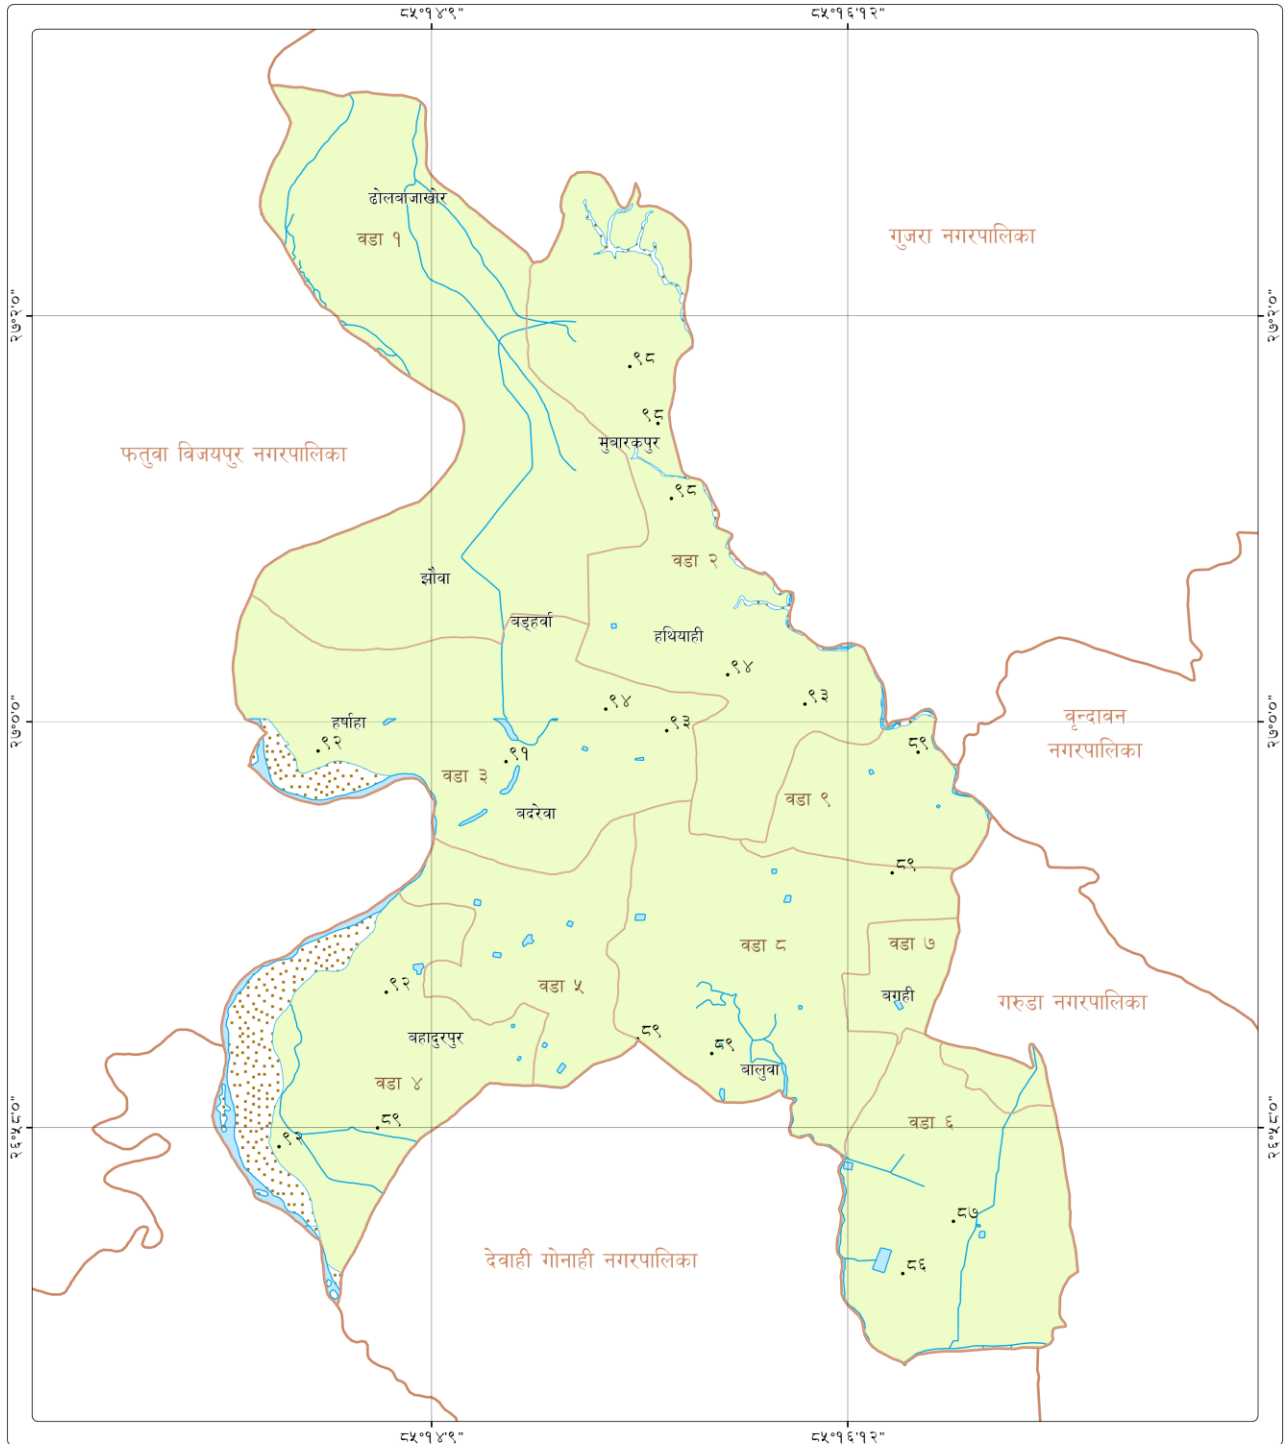 ८५°१४'९"
८५°१६'१२"
ढोलबाजाखोर
वडा १
गुजरा नगरपालिका
२७°२'०"
२७°२'०"
९८
९८
मुबारकपुर
फतुवा विजयपुर नगरपालिका
९८
वडा २
झौवा
बड्हर्वा
हथियाही
९४
९४
९३
९३
हर्षाहा
९२
२७°०'०"
२७°०'०"
वृन्दावन
नगरपालिका
८९
९१
वडा ३
वडा ९
बदरेवा
८९
वडा ८
वडा ७
९२
वडा ५
बग्ही
गरुडा नगरपालिका
बहादुरपुर
८९
८९
बालुवा
वडा ४
८९
वडा ६
२६°५८'०"
२६°५८'०"
९२
८७
देवाही गोनाही नगरपालिका
८६
८५°१४'९"
८५°१६'१२"